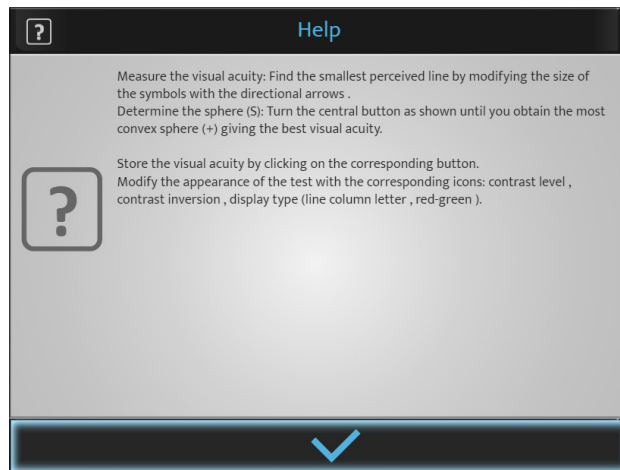 ?
Help
Measure the visual acuity: Find the smallest perceived line by modifying the size of
the symbols with the directional arrows .
Determine the sphere (S): Turn the central button as shown until you obtain the most
convex sphere (+) giving the best visual acuity.
Store the visual acuity by clicking on the corresponding button.
Modify the appearance of the test with the corresponding icons: contrast level ,
contrast inversion , display type (line column letter , red-green ).
?